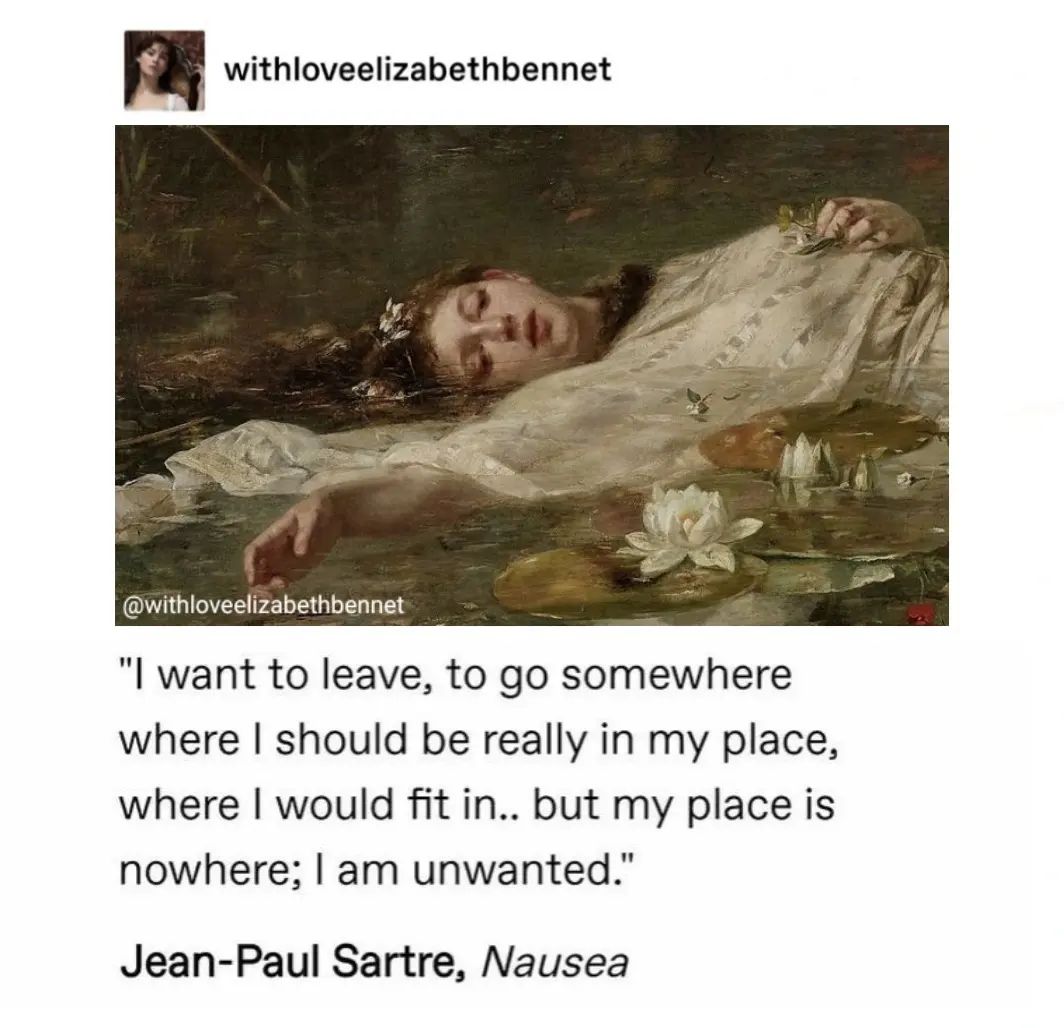 withloveelizabethbennet
@withloveelizabethbennet
"I want to leave, to go somewhere
where I should be really in my place,
where I would fit in.. but my place is
nowhere; I am unwanted."
Jean-Paul Sartre, Nausea